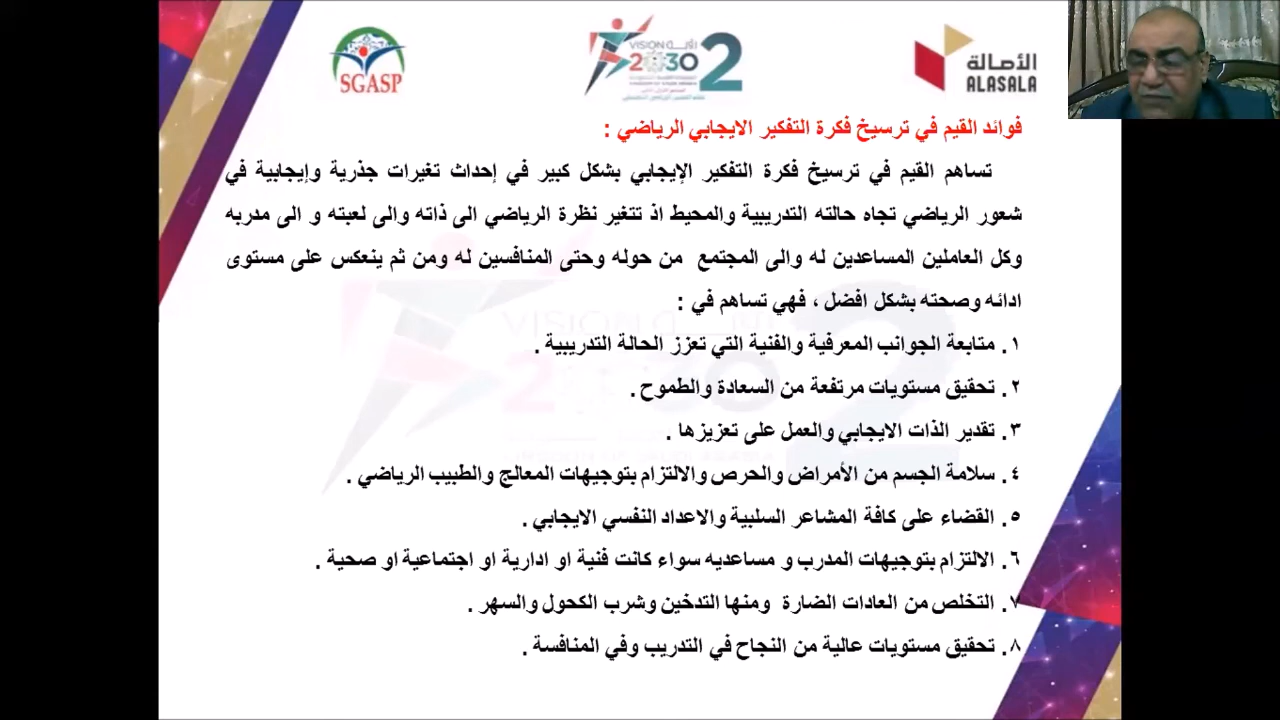 SGASP
VISION رؤيـــة
2030
2
الأصالة
ALASALA
فوائد القيم في ترسيخ فكرة التفكير الايجابي الرياضي :
تساهم القيم في ترسيخ فكرة التفكير الإيجابي بشكل كبير في إحداث تغيرات جذرية وإيجابية في
شعور الرياضي تجاه حالته التدريبية والمحيط اذ تتغير نظرة الرياضي الى ذاته والى لعبته و الى مدربه
وكل العاملين المساعدين له والى المجتمع من حوله وحتى المنافسين له ومن ثم ينعكس على مستوى
ادائه وصحته بشكل افضل ، فهي تساهم في :
١. متابعة الجوانب المعرفية والفنية التي تعزز الحالة التدريبية .
٢. تحقيق مستويات مرتفعة من السعادة والطموح .
٣. تقدير الذات الايجابي والعمل على تعزيزها .
٤. سلامة الجسم من الأمراض والحرص والالتزام بتوجيهات المعالج والطبيب الرياضي .
٥. القضاء على كافة المشاعر السلبية والاعداد النفسي الايجابي .
٦. الالتزام بتوجيهات المدرب و مساعديه سواء كانت فنية او ادارية او اجتماعية او صحية .
٧. التخلص من العادات الضارة ومنها التدخين وشرب الكحول والسهر .
٨. تحقيق مستويات عالية من النجاح في التدريب وفي المنافسة .